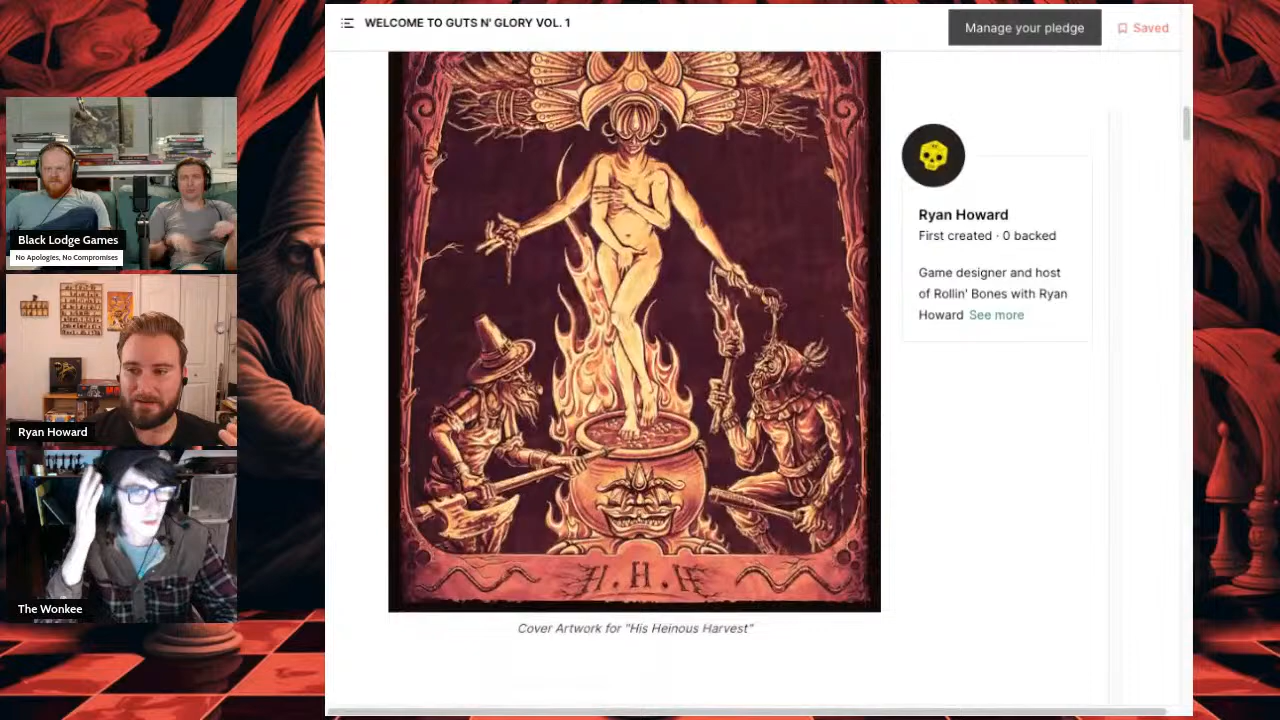 WELCOME TO GUTS N' GLORY VOL. 1
Manage your pledge
Saved
Black Lodge Games
No Apologies, No Compromises
Ryan Howard
The Wonkee
Ryan Howard
First created · 0 backed
Game designer and host
of Rollin' Bones with Ryan
Howard See more
H.H.H
Cover Artwork for "His Heinous Harvest"